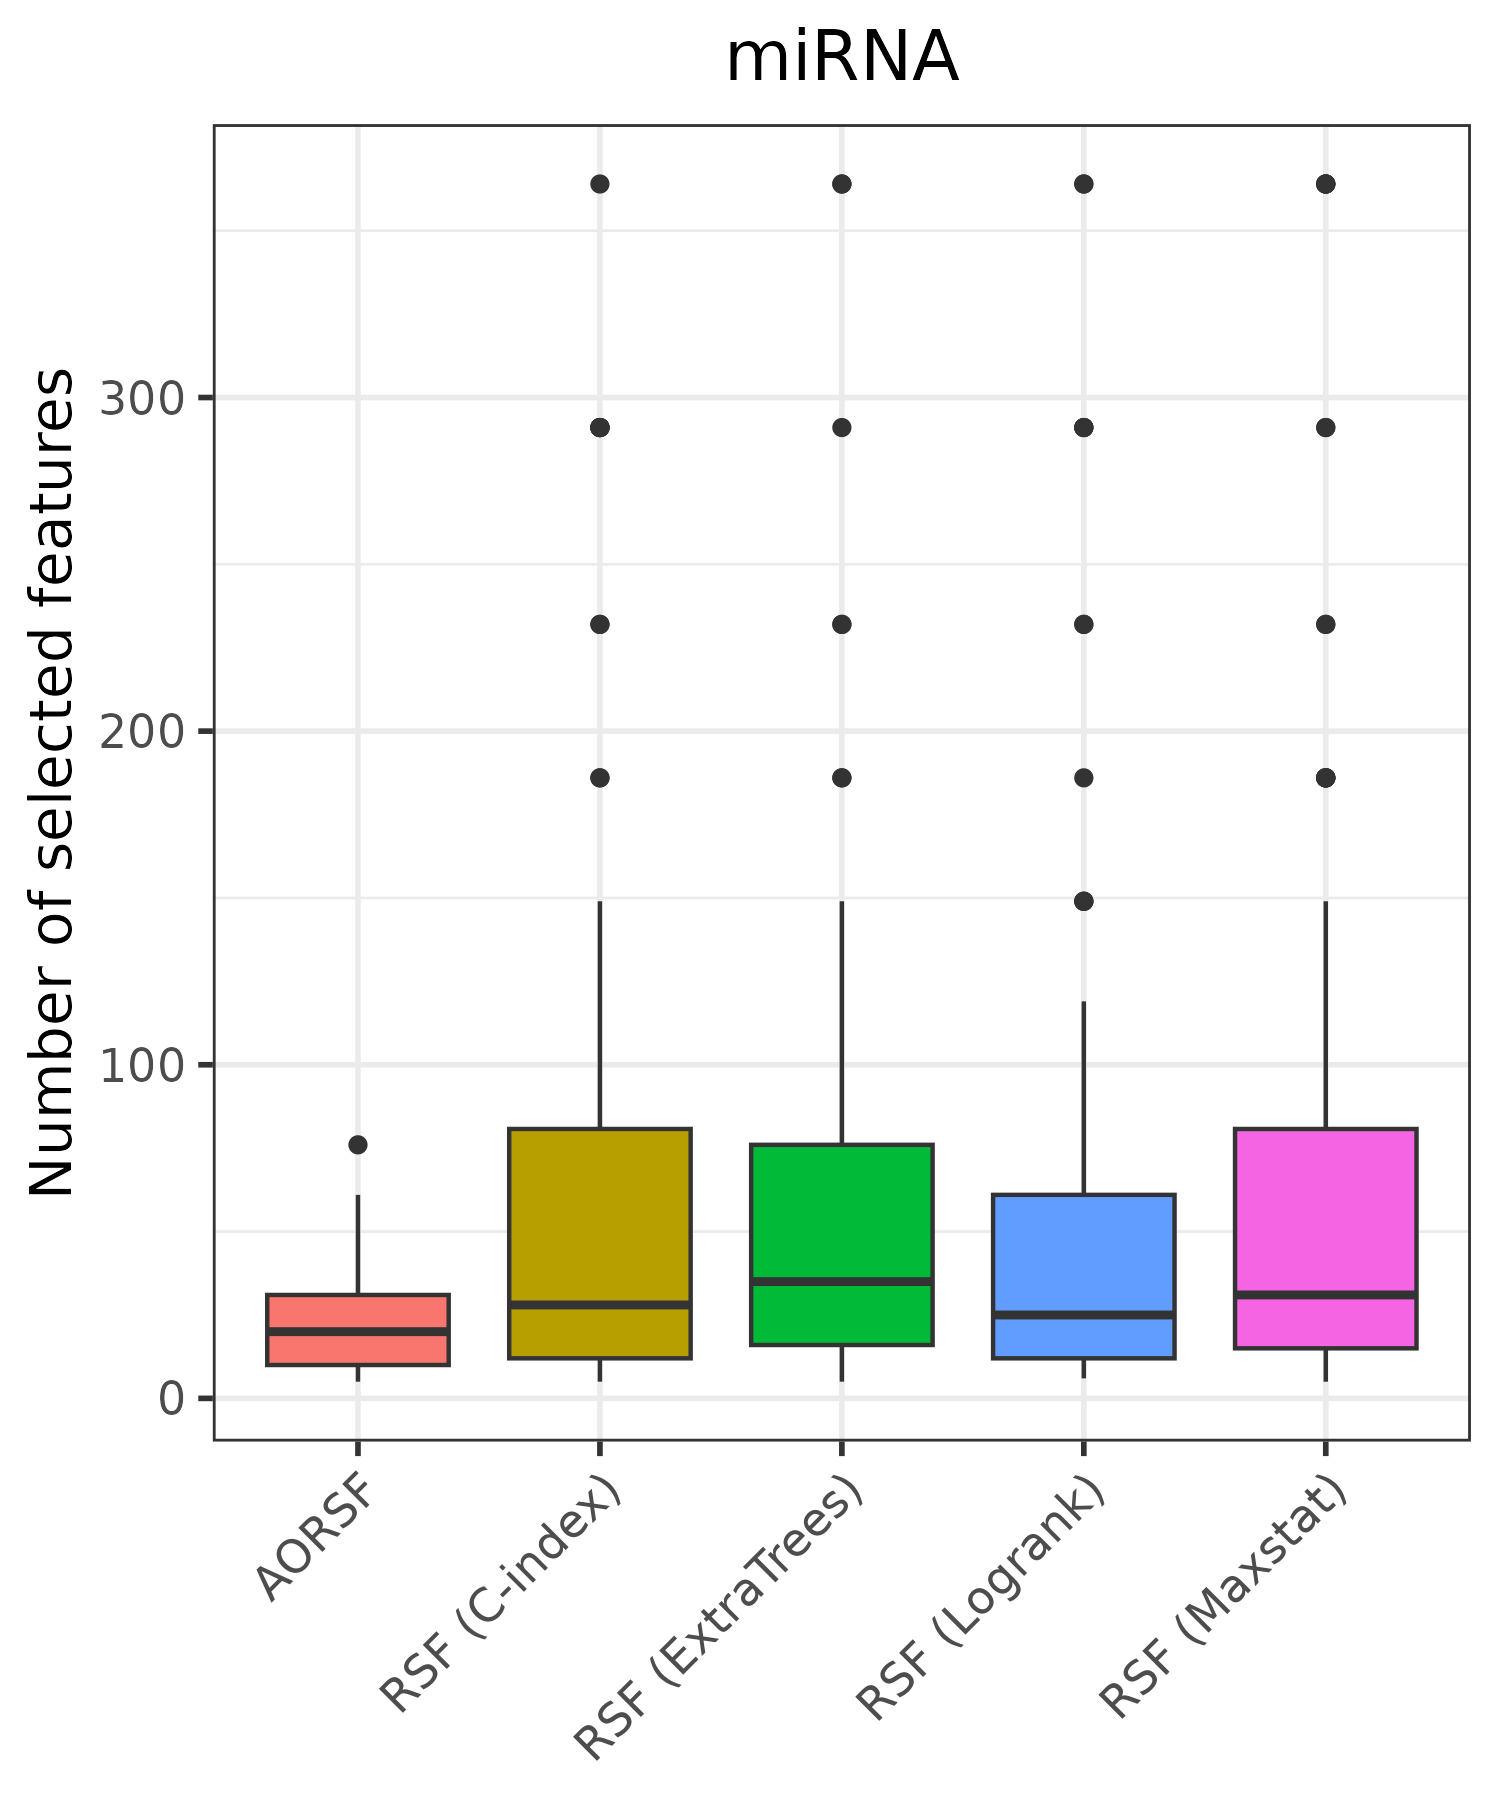 miRNA
Number of selected features
300
200
100
0
AORSF
RSF (C-index)
RSF (ExtraTrees)
RSF (Logrank)
RSF (Maxstat)